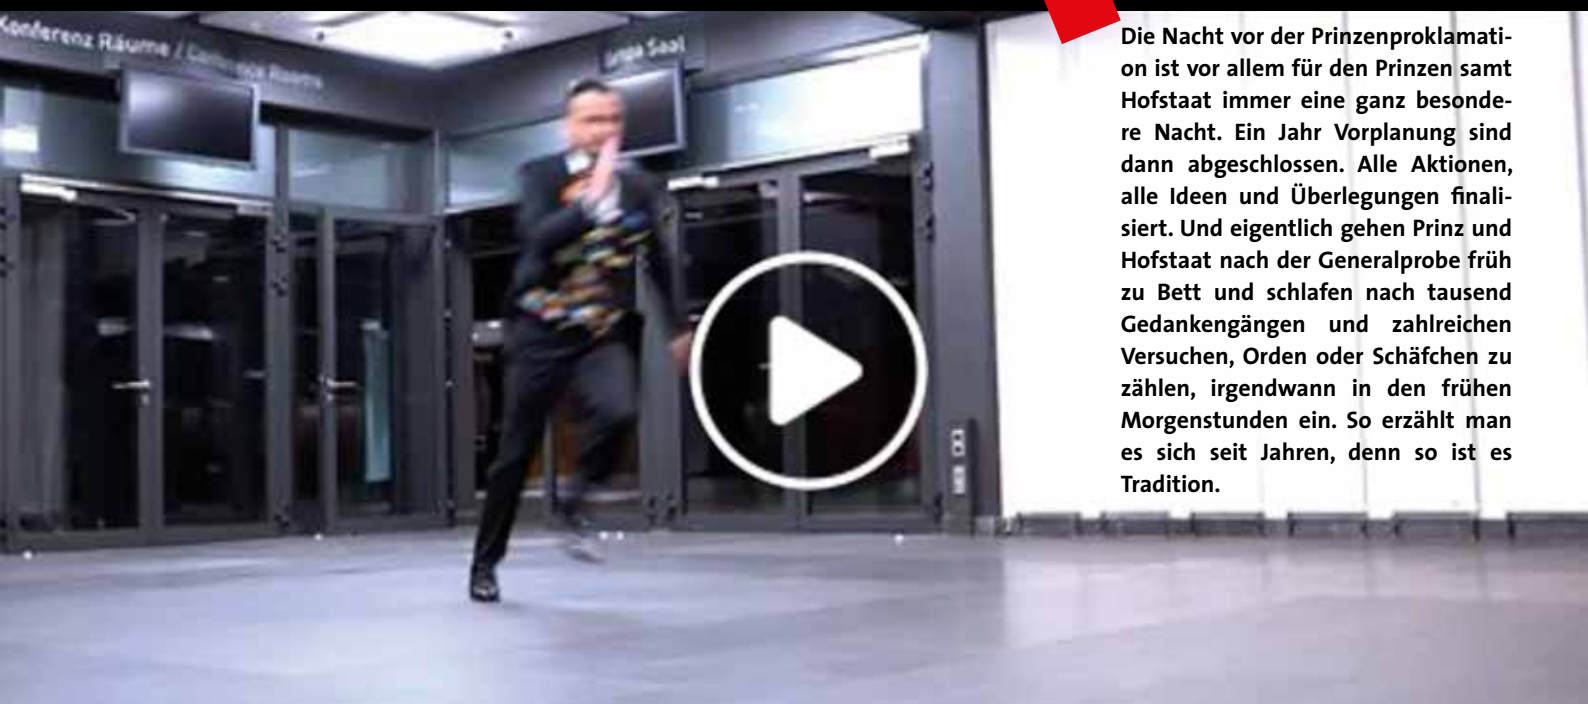 Konferenz Räume / Conference Rooms
Saal
Die Nacht vor der Prinzenproklamati-
on ist vor allem für den Prinzen samt
Hofstaat immer eine ganz besonde-
re Nacht. Ein Jahr Vorplanung sind
dann abgeschlossen. Alle Aktionen,
alle Ideen und Überlegungen finali-
siert. Und eigentlich gehen Prinz und
Hofstaat nach der Generalprobe früh
zu Bett und schlafen nach tausend
Gedankengängen und zahlreichen
Versuchen, Orden oder Schäfchen zu
zählen, irgendwann in den frühen
Morgenstunden ein. So erzählt man
es sich seit Jahren, denn so ist es
Tradition.